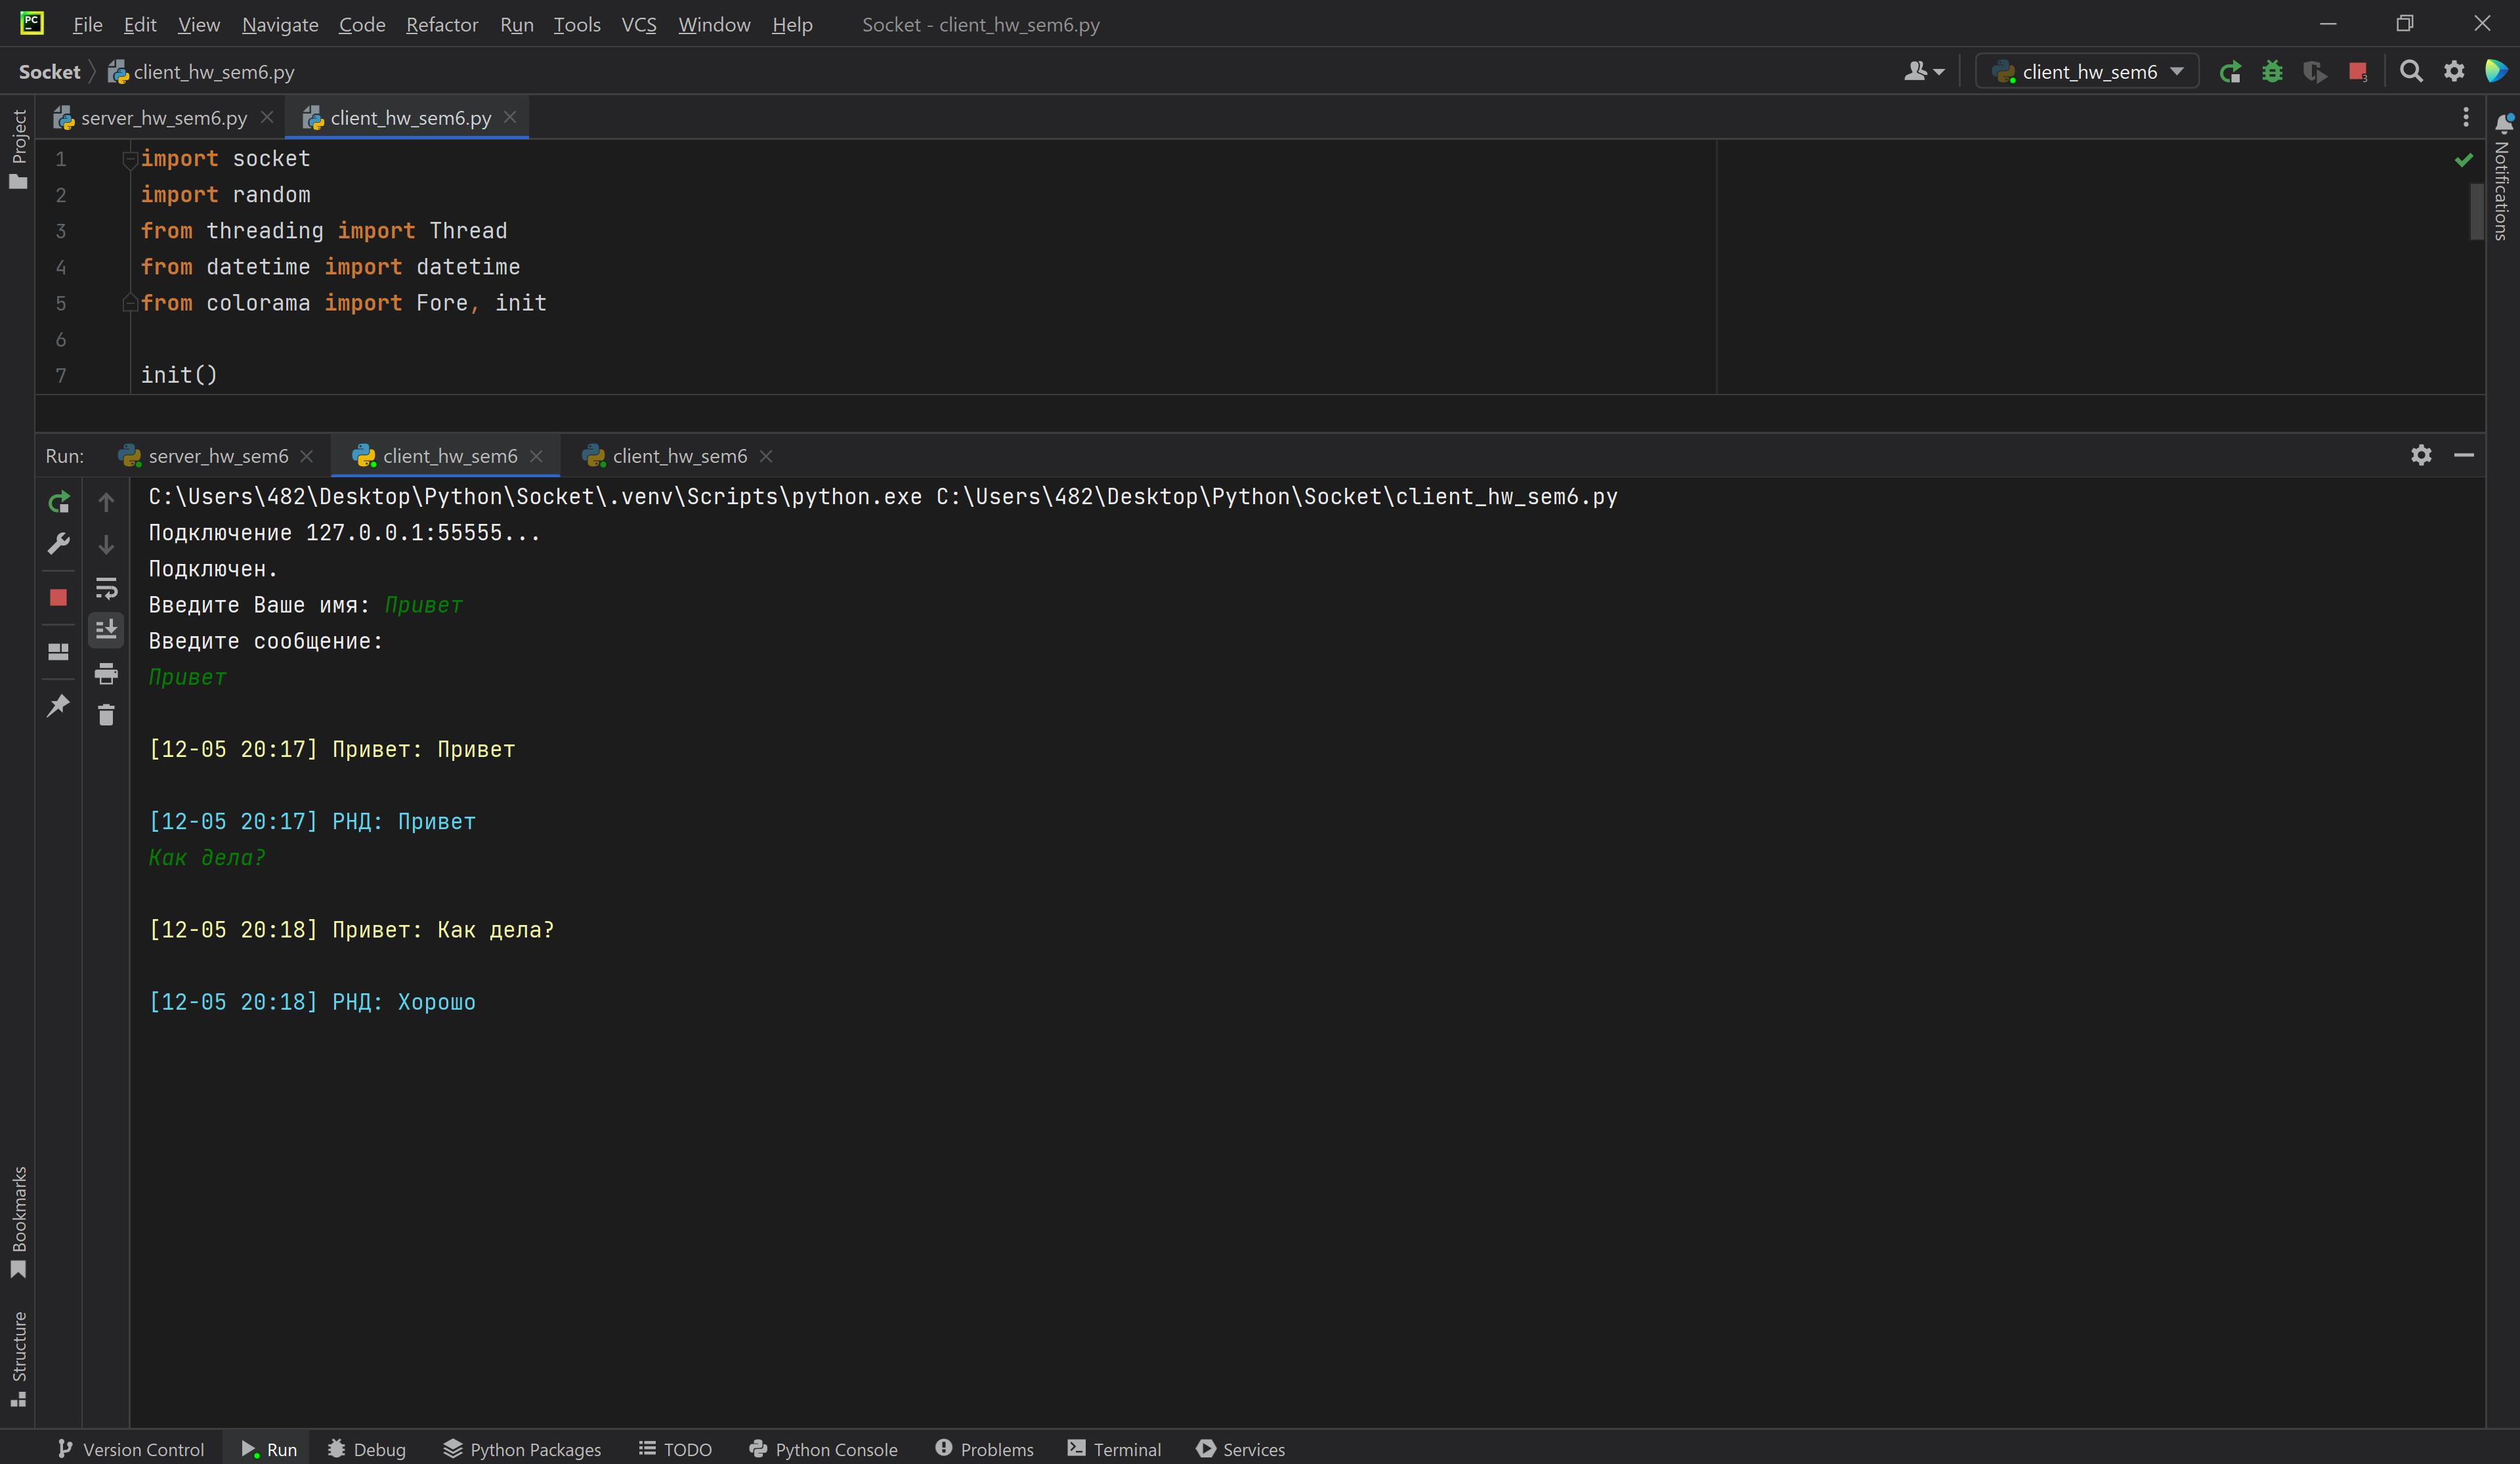 PC File Edit View Navigate Code Refactor Run Tools VCS Window Help Socket - client_hw_sem6.py
Socket client_hw_sem6.py client_hw_sem6
Project
server_hw_sem6.py client_hw_sem6.py
Notifications
1 import socket
2 import random
3 from threading import Thread
4 from datetime import datetime
5 from colorama import Fore, init
6
7 init()
Run: server_hw_sem6 client_hw_sem6 client_hw_sem6
C:\Users\482\Desktop\Python\Socket\.venv\Scripts\python.exe C:\Users\482\Desktop\Python\Socket\client_hw_sem6.py
Подключение 127.0.0.1:55555...
Подключен.
Введите Ваше имя: Привет
Введите сообщение:
Привет
[12-05 20:17] Привет: Привет
[12-05 20:17] РНД: Привет
Как дела?
[12-05 20:18] Привет: Как дела?
[12-05 20:18] РНД: Хорошо
Bookmarks
Structure
Version Control Run Debug Python Packages TODO Python Console Problems Terminal Services